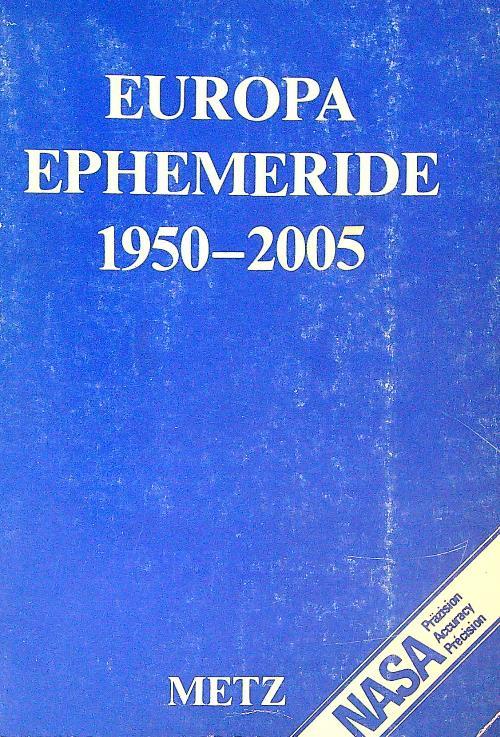 EUROPA
EPHEMERIDE
1950–2005
METZ
NASA
Präzision
Accuracy
Précision